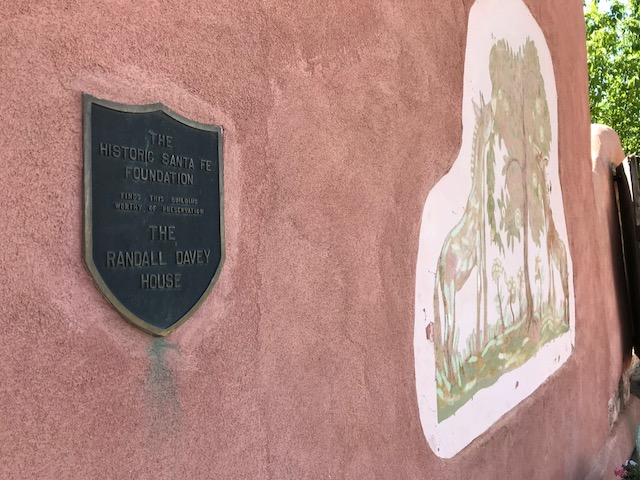 THE
HISTORIC SANTA FE
FOUNDATION
FINDS THIS BUILDING
WORTHY OF PRESERVATION
THE
RANDALL DAVEY
HOUSE